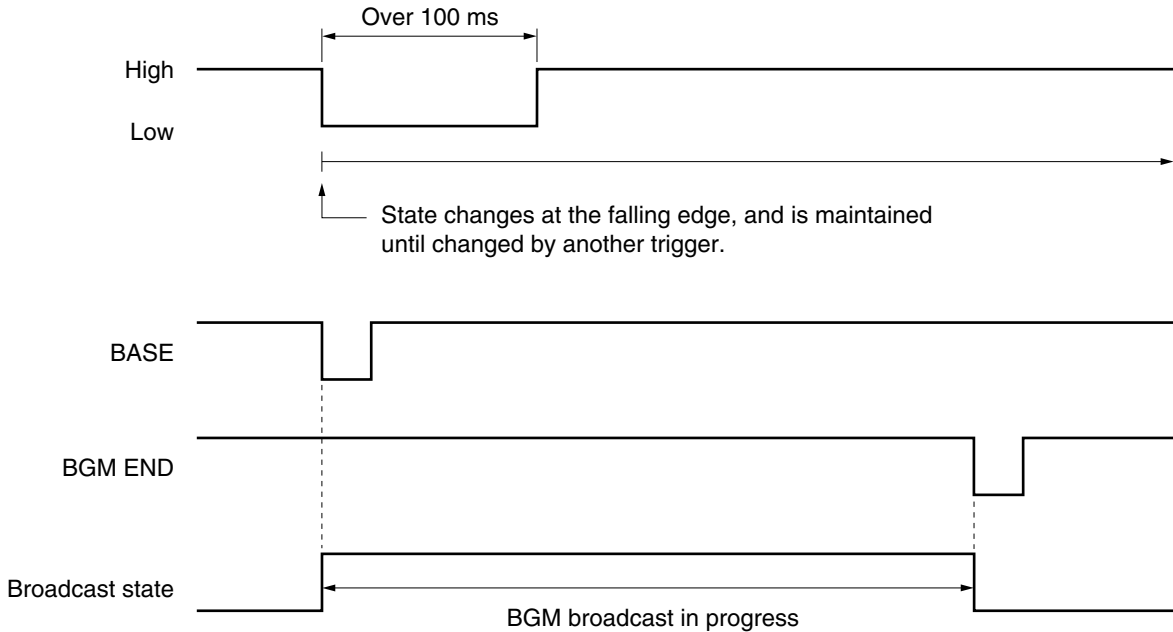 Over 100 ms
High
Low
State changes at the falling edge, and is maintained
until changed by another trigger.
BASE
BGM END
Broadcast state
BGM broadcast in progress